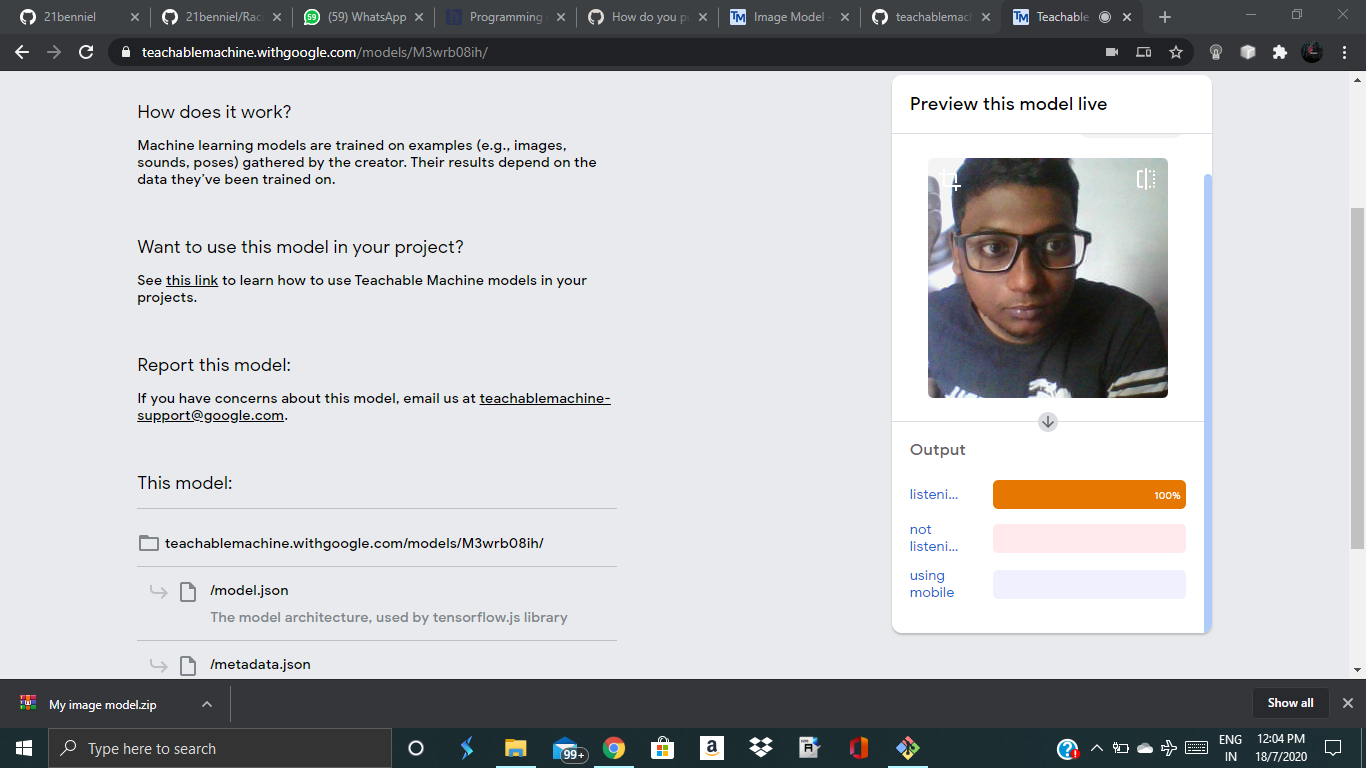 21benniel
21benniel/Rac
(59) WhatsApp
Programming
How do you p
Image Model -
teachablemach
Teachable
teachablemachine.withgoogle.com/models/M3wrb08ih/
How does it work?
Machine learning models are trained on examples (e.g., images,
sounds, poses) gathered by the creator. Their results depend on the
data they've been trained on.
Want to use this model in your project?
See this link to learn how to use Teachable Machine models in your
projects.
Report this model:
If you have concerns about this model, email us at teachablemachine-
support@google.com.
This model:
teachablemachine.withgoogle.com/models/M3wrb08ih/
/model.json
The model architecture, used by tensorflow.js library
/metadata.json
Preview this model live
Output
listeni...
100%
not
listeni...
using
mobile
My image model.zip
Show all
Type here to search
99+
ENG
IN
12:04 PM
18/7/2020